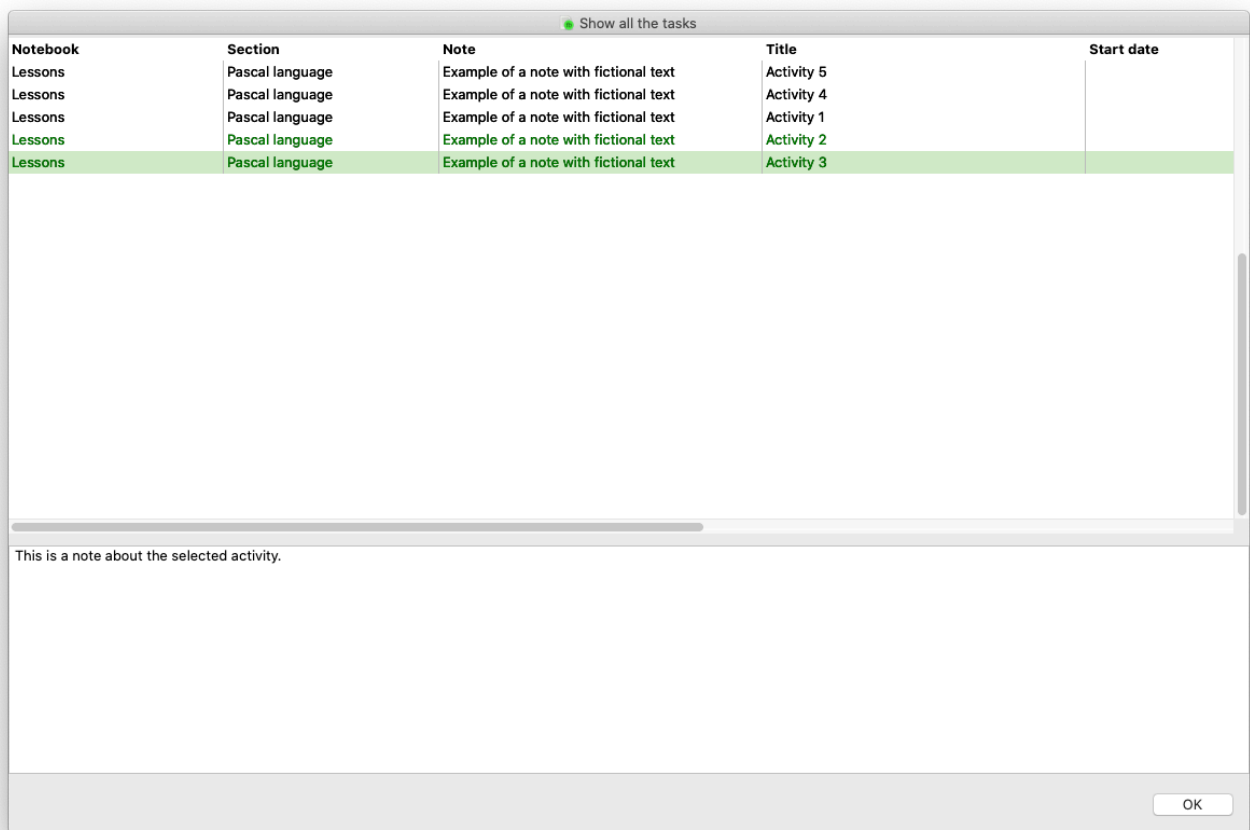 Show all the tasks
Notebook Section Note Title Start date
Lessons Pascal language Example of a note with fictional text Activity 5
Lessons Pascal language Example of a note with fictional text Activity 4
Lessons Pascal language Example of a note with fictional text Activity 1
Lessons Pascal language Example of a note with fictional text Activity 2
Lessons Pascal language Example of a note with fictional text Activity 3
This is a note about the selected activity.
OK